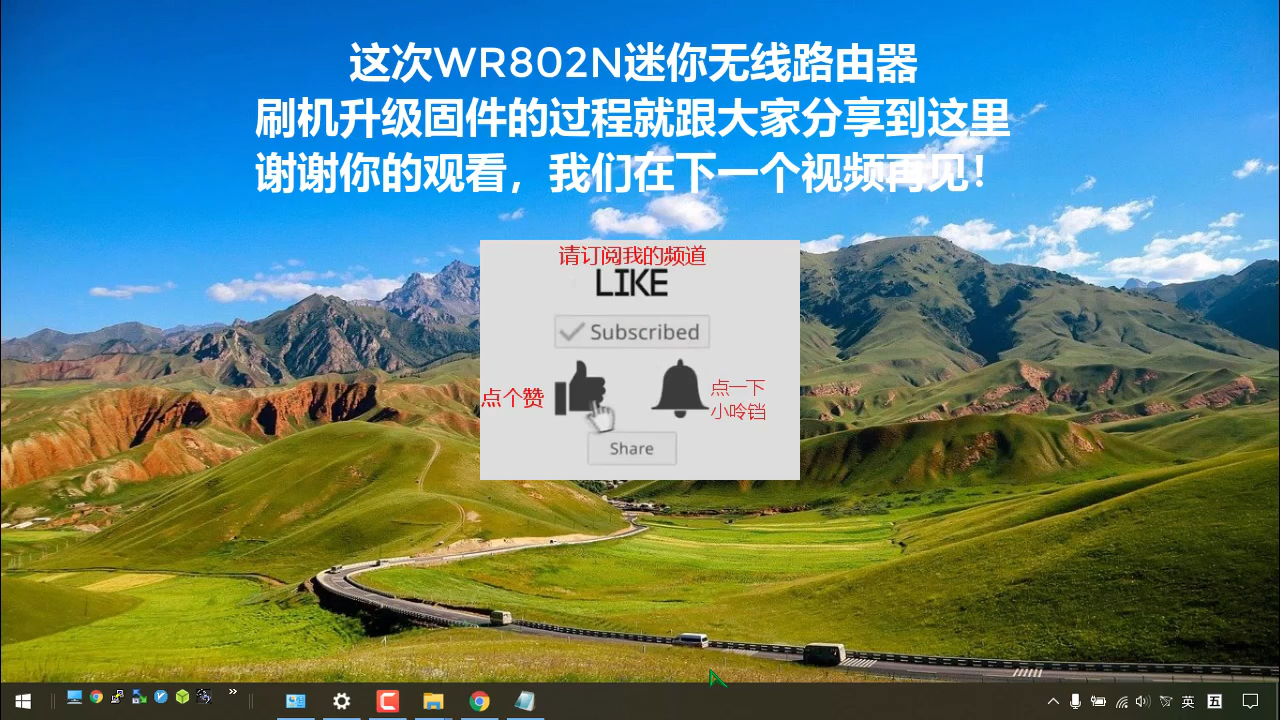 这次WR802N迷你无线路由器
刷机升级固件的过程就跟大家分享到这里
谢谢你的观看，我们在下一个视频再见！
请订阅我的频道
LIKE
Subscribed
点个赞
点一下
小呤铛
Share
英
五